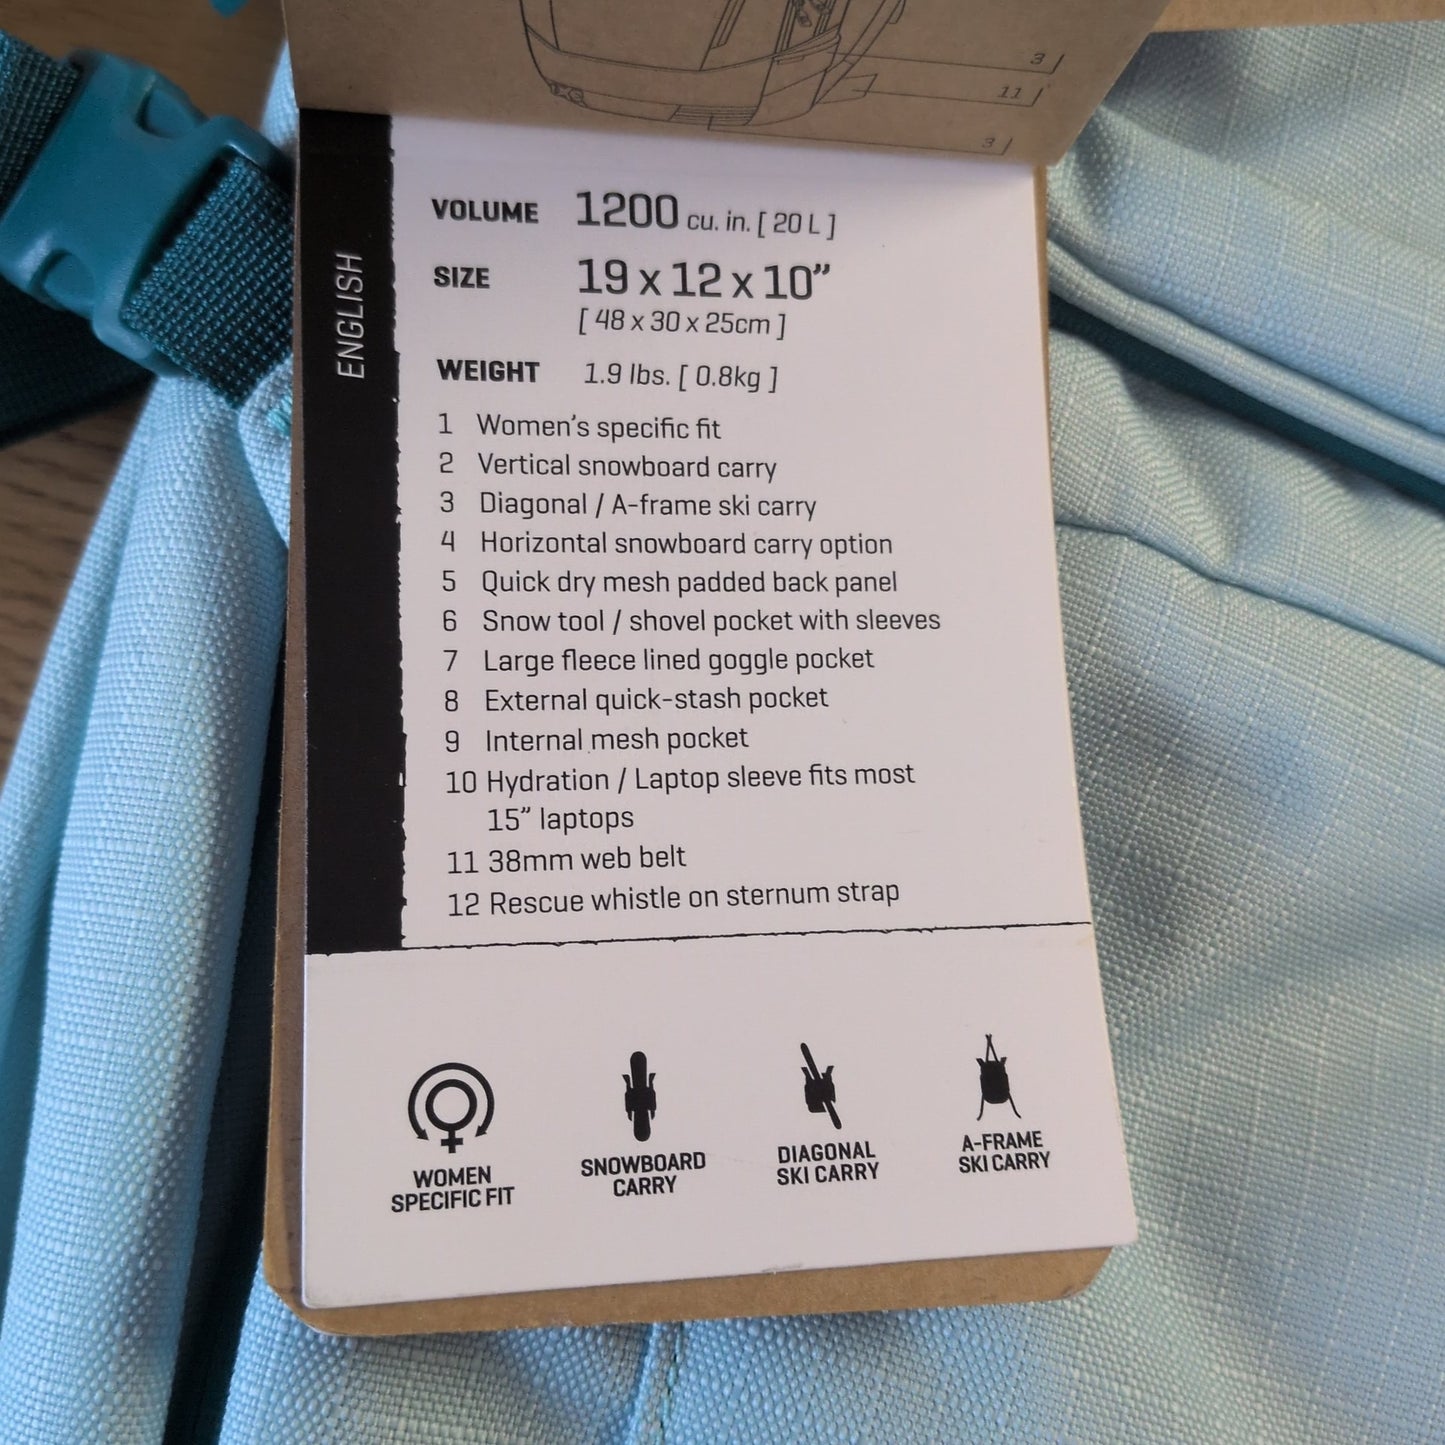 3
11
3
ENGLISH
VOLUME 1200 cu. in. [ 20 L ]
SIZE 19 x 12 x 10”
[ 48 x 30 x 25cm ]
WEIGHT 1.9 lbs. [ 0.8kg ]
1 Women’s specific fit
2 Vertical snowboard carry
3 Diagonal / A-frame ski carry
4 Horizontal snowboard carry option
5 Quick dry mesh padded back panel
6 Snow tool / shovel pocket with sleeves
7 Large fleece lined goggle pocket
8 External quick-stash pocket
9 Internal mesh pocket
10 Hydration / Laptop sleeve fits most
15” laptops
11 38mm web belt
12 Rescue whistle on sternum strap
WOMEN
SPECIFIC FIT
SNOWBOARD
CARRY
DIAGONAL
SKI CARRY
A-FRAME
SKI CARRY